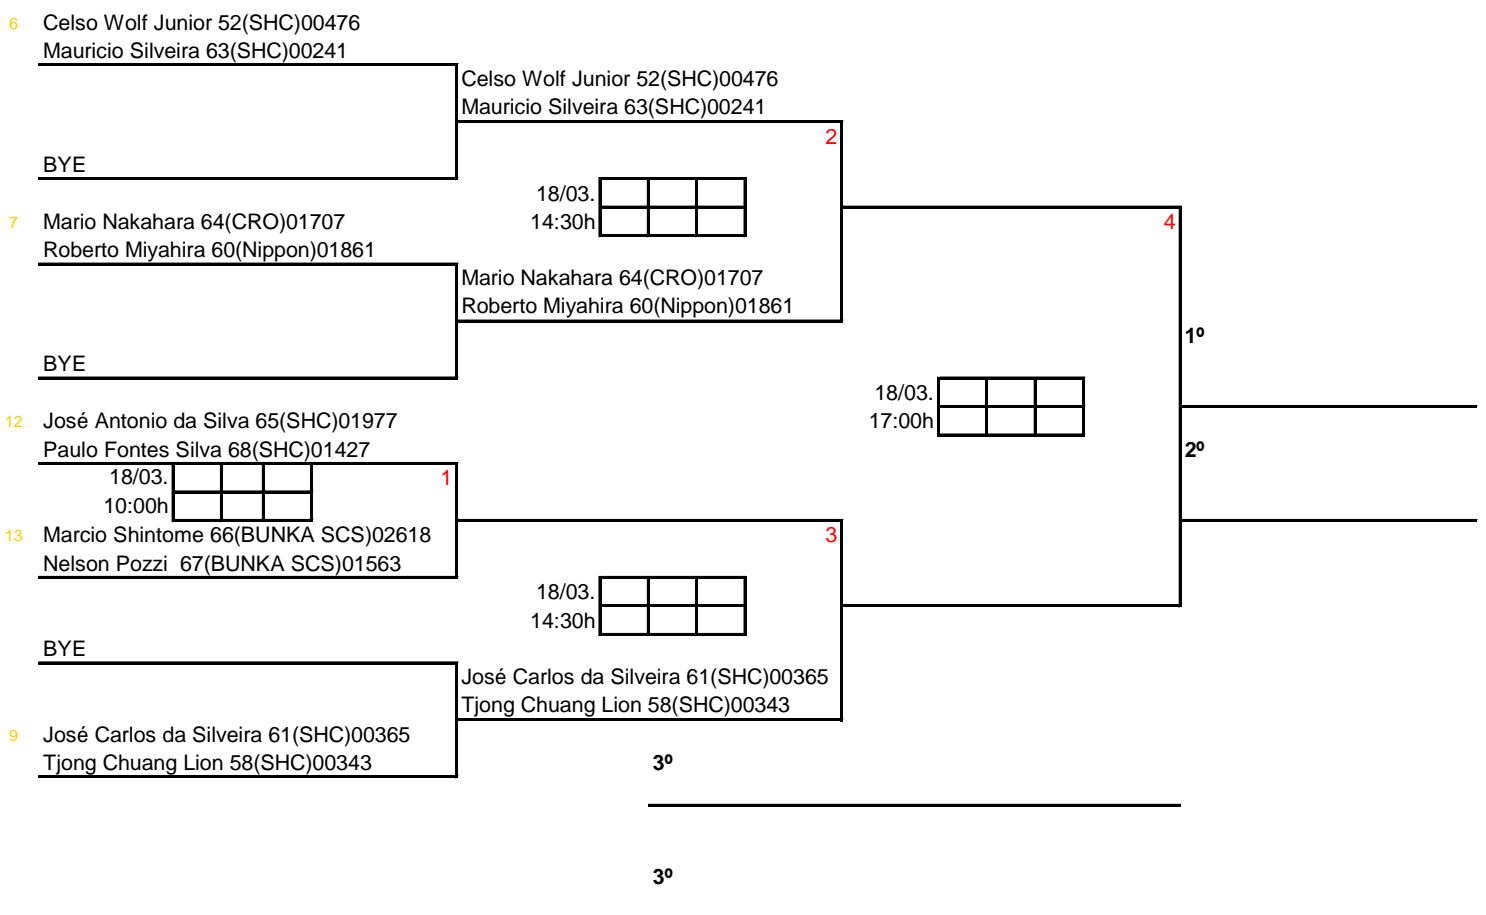 6 Celso Wolf Junior 52(SHC)00476
Mauricio Silveira 63(SHC)00241
Celso Wolf Junior 52(SHC)00476
Mauricio Silveira 63(SHC)00241
2
BYE
18/03.
14:30h
7 Mario Nakahara 64(CRO)01707
Roberto Miyahira 60(Nippon)01861
4
Mario Nakahara 64(CRO)01707
Roberto Miyahira 60(Nippon)01861
1º
BYE
18/03.
17:00h
12 José Antonio da Silva 65(SHC)01977
Paulo Fontes Silva 68(SHC)01427
2º
18/03.
10:00h
1
13 Marcio Shintome 66(BUNKA SCS)02618
Nelson Pozzi  67(BUNKA SCS)01563
3
18/03.
14:30h
BYE
José Carlos da Silveira 61(SHC)00365
Tjong Chuang Lion 58(SHC)00343
9 José Carlos da Silveira 61(SHC)00365
Tjong Chuang Lion 58(SHC)00343
3º
3º